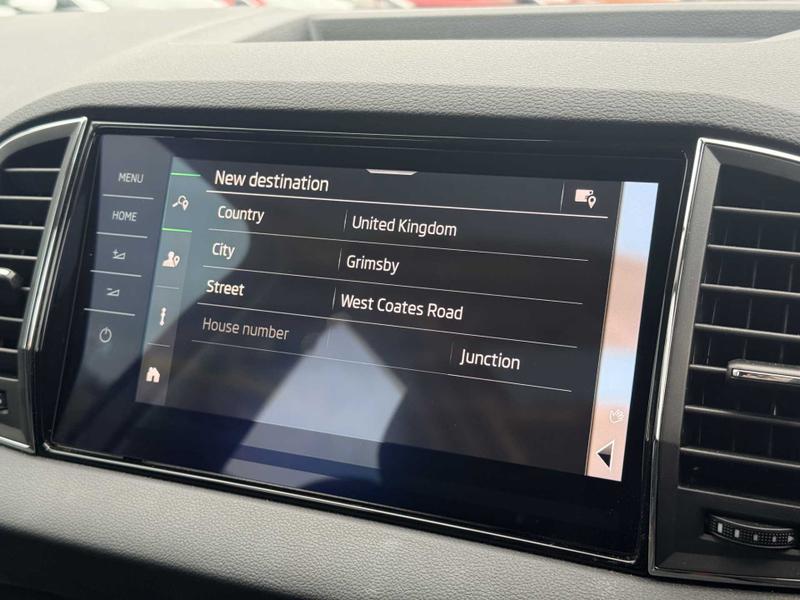 MENU
HOME
New destination
Country United Kingdom
City Grimsby
Street West Coates Road
House number
Junction